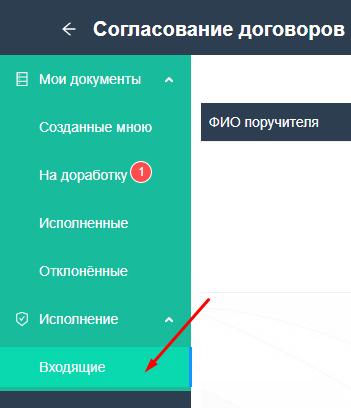 Согласование договоров
Мои документы
ФИО поручителя
Созданные мною
На доработку 1
Исполненные
Отклонённые
Исполнение
Входящие